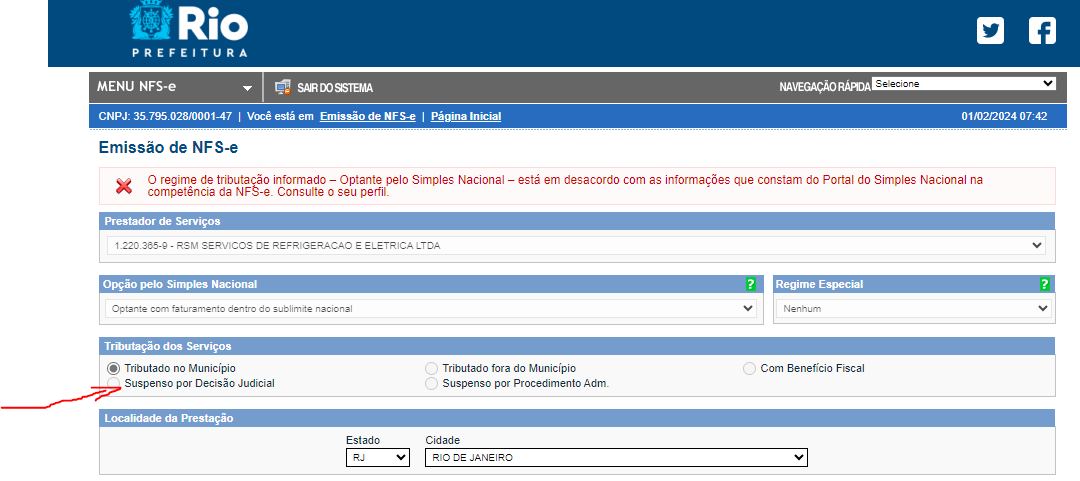 Rio
PREFEITURA
MENU NFS-e
SAIR DO SISTEMA
NAVEGAÇÃO RÁPIDA Selecione
CNPJ: 35.795.028/0001-47 | Você está em Emissão de NFS-e | Página Inicial
01/02/2024 07:42
Emissão de NFS-e
O regime de tributação informado – Optante pelo Simples Nacional – está em desacordo com as informações que constam do Portal do Simples Nacional na
competência da NFS-e. Consulte o seu perfil.
Prestador de Serviços
1.220.365-9 - RSM SERVICOS DE REFRIGERACAO E ELETRICA LTDA
Opção pelo Simples Nacional ?
Regime Especial ?
Optante com faturamento dentro do sublimite nacional
Nenhum
Tributação dos Serviços
Tributado no Município
Tributado fora do Município
Com Benefício Fiscal
Suspenso por Decisão Judicial
Suspenso por Procedimento Adm.
Localidade da Prestação
Estado
Cidade
RJ
RIO DE JANEIRO